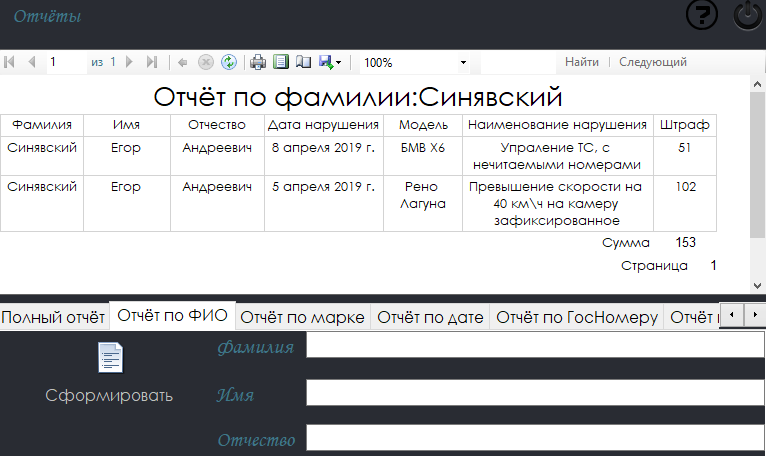 Отчёты
1 из 1 100% Найти | Следующий
Отчёт по фамилии:Синявский
Фамилия Имя Отчество Дата нарушения Модель Наименование нарушения Штраф
Синявский Егор Андреевич 8 апреля 2019 г. БМВ X6 Упраление ТС, с 51
нечитаемыми номерами
Синявский Егор Андреевич 5 апреля 2019 г. Рено Превышение скорости на 102
Лагуна 40 км\ч на камеру
зафиксированное
Сумма 153
Страница 1
Полный отчёт Отчёт по ФИО Отчёт по марке Отчёт по дате Отчёт по ГосНомеру Отчёт
Фамилия
Сформировать
Имя
Отчество